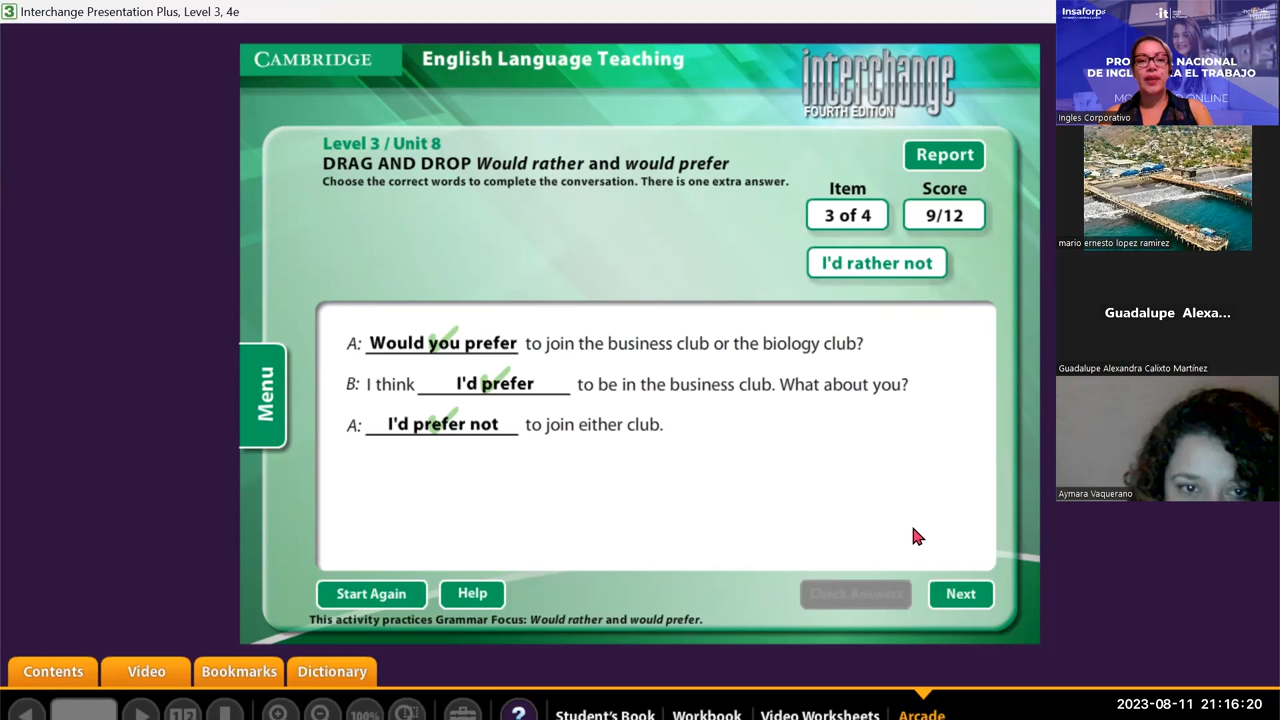 Interchange Presentation Plus, Level 3, 4e
CAMBRIDGE
English Language Teaching
interchange
FOURTH EDITION
Level 3 / Unit 8
DRAG AND DROP Would rather and would prefer
Choose the correct words to complete the conversation. There is one extra answer.
Report
Item
Score
3 of 4
9/12
I'd rather not
A: Would you prefer to join the business club or the biology club?
B: I think I'd prefer to be in the business club. What about you?
A: I'd prefer not to join either club.
Menu
Start Again
Help
Check Answers
Next
This activity practices Grammar Focus: Would rather and would prefer.
Contents
Video
Bookmarks
Dictionary
100%
?
Student's Book
Workbook
Video Worksheets
Arcade
Insaforp
Ingles Corporativo
mario ernesto lopez ramirez
Guadalupe Alexa...
Guadalupe Alexandra Calixto Martínez
Aymara Vaquerano
2023-08-11 21:16:20